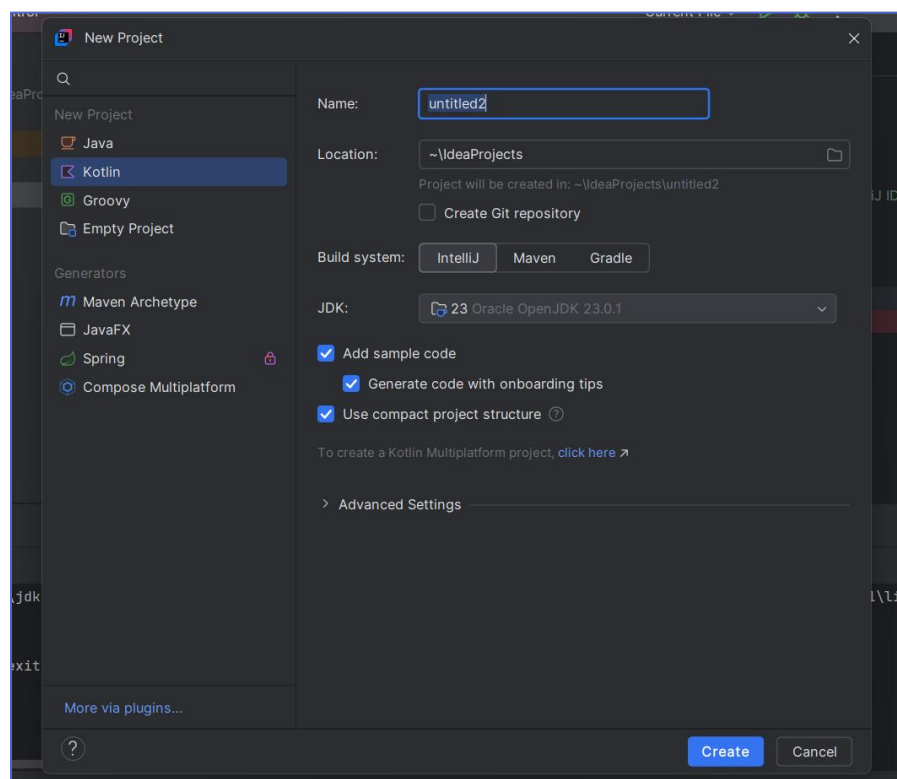 New Project
New Project
Java
Kotlin
Groovy
Empty Project
Generators
Maven Archetype
JavaFX
Spring
Compose Multiplatform
More via plugins...
Name: untitled2
Location: ~\IdeaProjects
Project will be created in: ~\IdeaProjects\untitled2
Create Git repository
Build system: IntelliJ Maven Gradle
JDK: 23 Oracle OpenJDK 23.0.1
Add sample code
Generate code with onboarding tips
Use compact project structure
To create a Kotlin Multiplatform project, click here
Advanced Settings
? Create Cancel
\jdk
exit